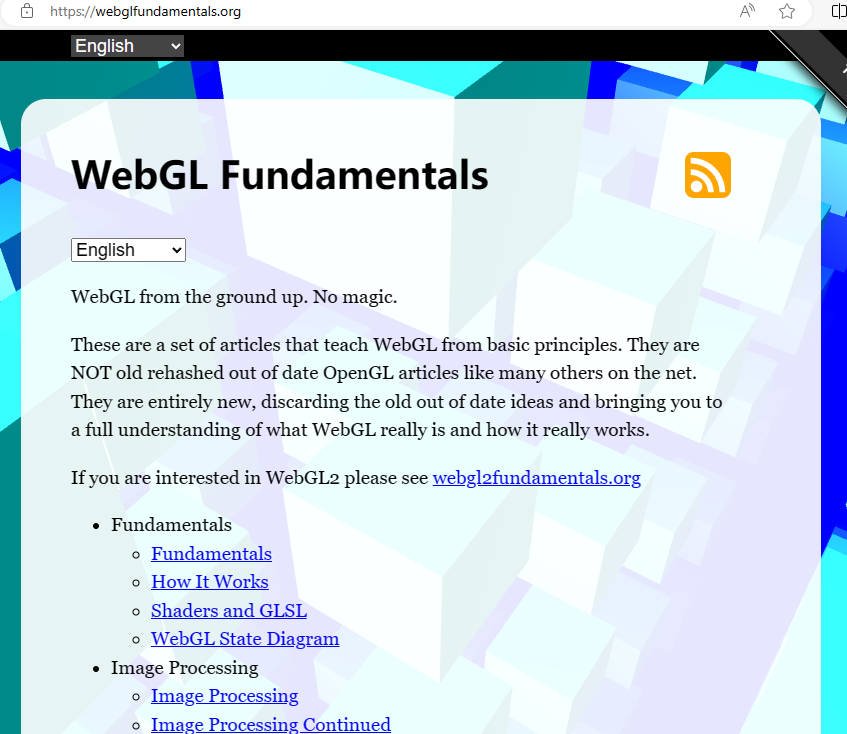 https://webglfundamentals.org
English
WebGL Fundamentals
English
WebGL from the ground up. No magic.
These are a set of articles that teach WebGL from basic principles. They are
NOT old rehashed out of date OpenGL articles like many others on the net.
They are entirely new, discarding the old out of date ideas and bringing you to
a full understanding of what WebGL really is and how it really works.
If you are interested in WebGL2 please see webgl2fundamentals.org
Fundamentals
Fundamentals
How It Works
Shaders and GLSL
WebGL State Diagram
Image Processing
Image Processing
Image Processing Continued